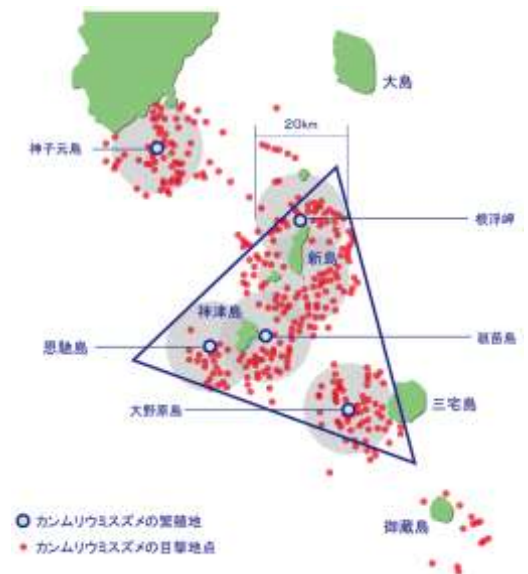 大島
20km
神子元島
根浮岬
新島
神津島
恩馳島
祗苗島
大野原島
三宅島
御蔵島
カンムリウミスズメの繁殖地
カンムリウミスズメの目撃地点